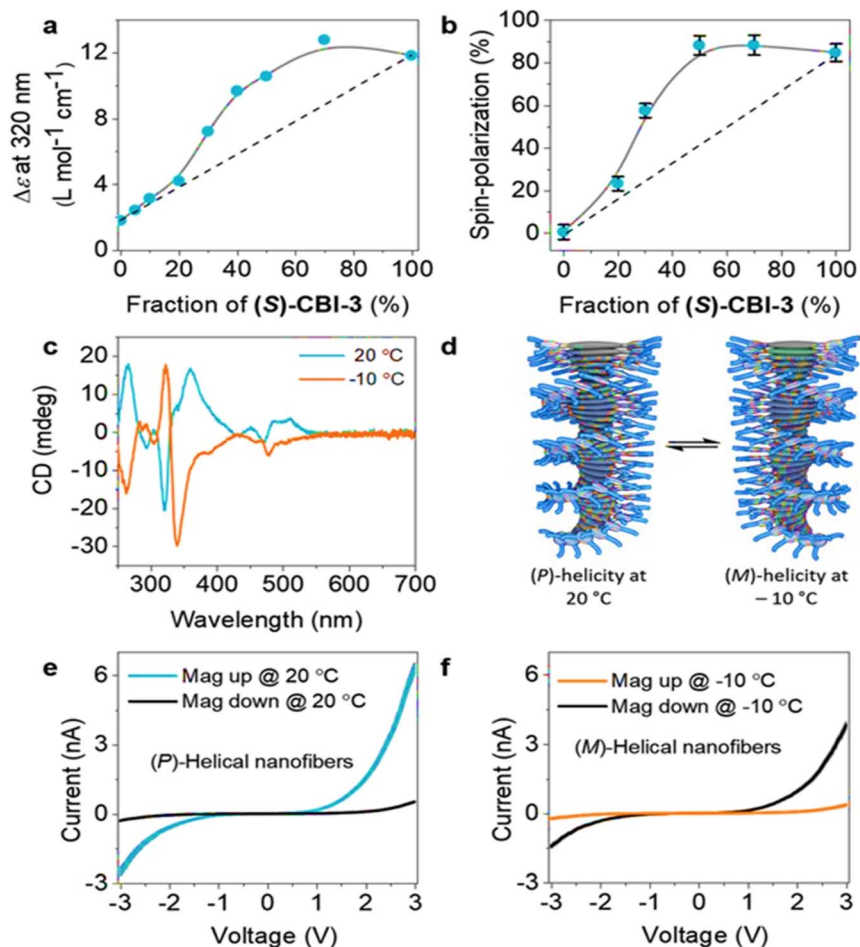 a
12
8
4
0
0 20 40 60 80 100
Δε at 320 nm
(L mol⁻¹ cm⁻¹)
Fraction of (S)-CBI-3 (%)
b
100
80
60
40
20
0
0 20 40 60 80 100
Spin-polarization (%)
Fraction of (S)-CBI-3 (%)
c
20
10
0
-10
-20
-30
300 400 500 600 700
CD (mdeg)
Wavelength (nm)
20 °C
-10 °C
d
(P)-helicity at
20 °C
(M)-helicity at
– 10 °C
e
6
3
0
-3
-3 -2 -1 0 1 2 3
Current (nA)
Voltage (V)
Mag up @ 20 °C
Mag down @ 20 °C
(P)-Helical nanofibers
f
6
3
0
-3
-3 -2 -1 0 1 2 3
Current (nA)
Voltage (V)
Mag up @ -10 °C
Mag down @ -10 °C
(M)-Helical nanofibers